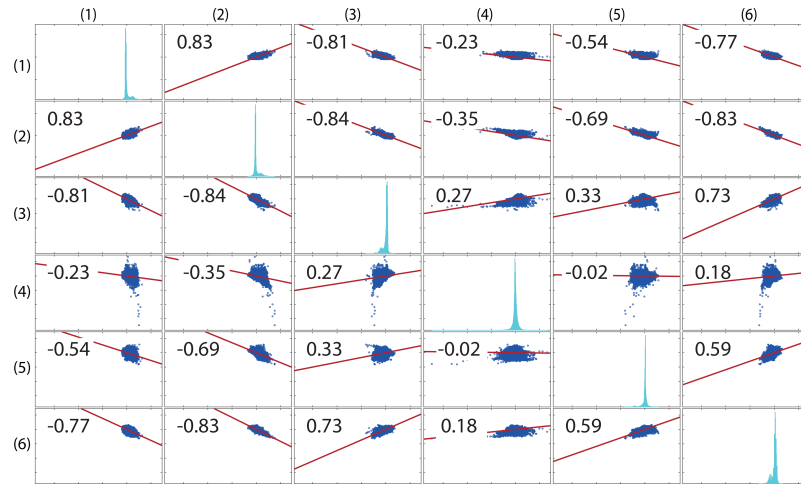 (1) (2) (3) (4) (5) (6)
(1) 0.83 -0.81 -0.23 -0.54 -0.77
(2) 0.83 -0.84 -0.35 -0.69 -0.83
(3) -0.81 -0.84 0.27 0.33 0.73
(4) -0.23 -0.35 0.27 -0.02 0.18
(5) -0.54 -0.69 0.33 -0.02 0.59
(6) -0.77 -0.83 0.73 0.18 0.59